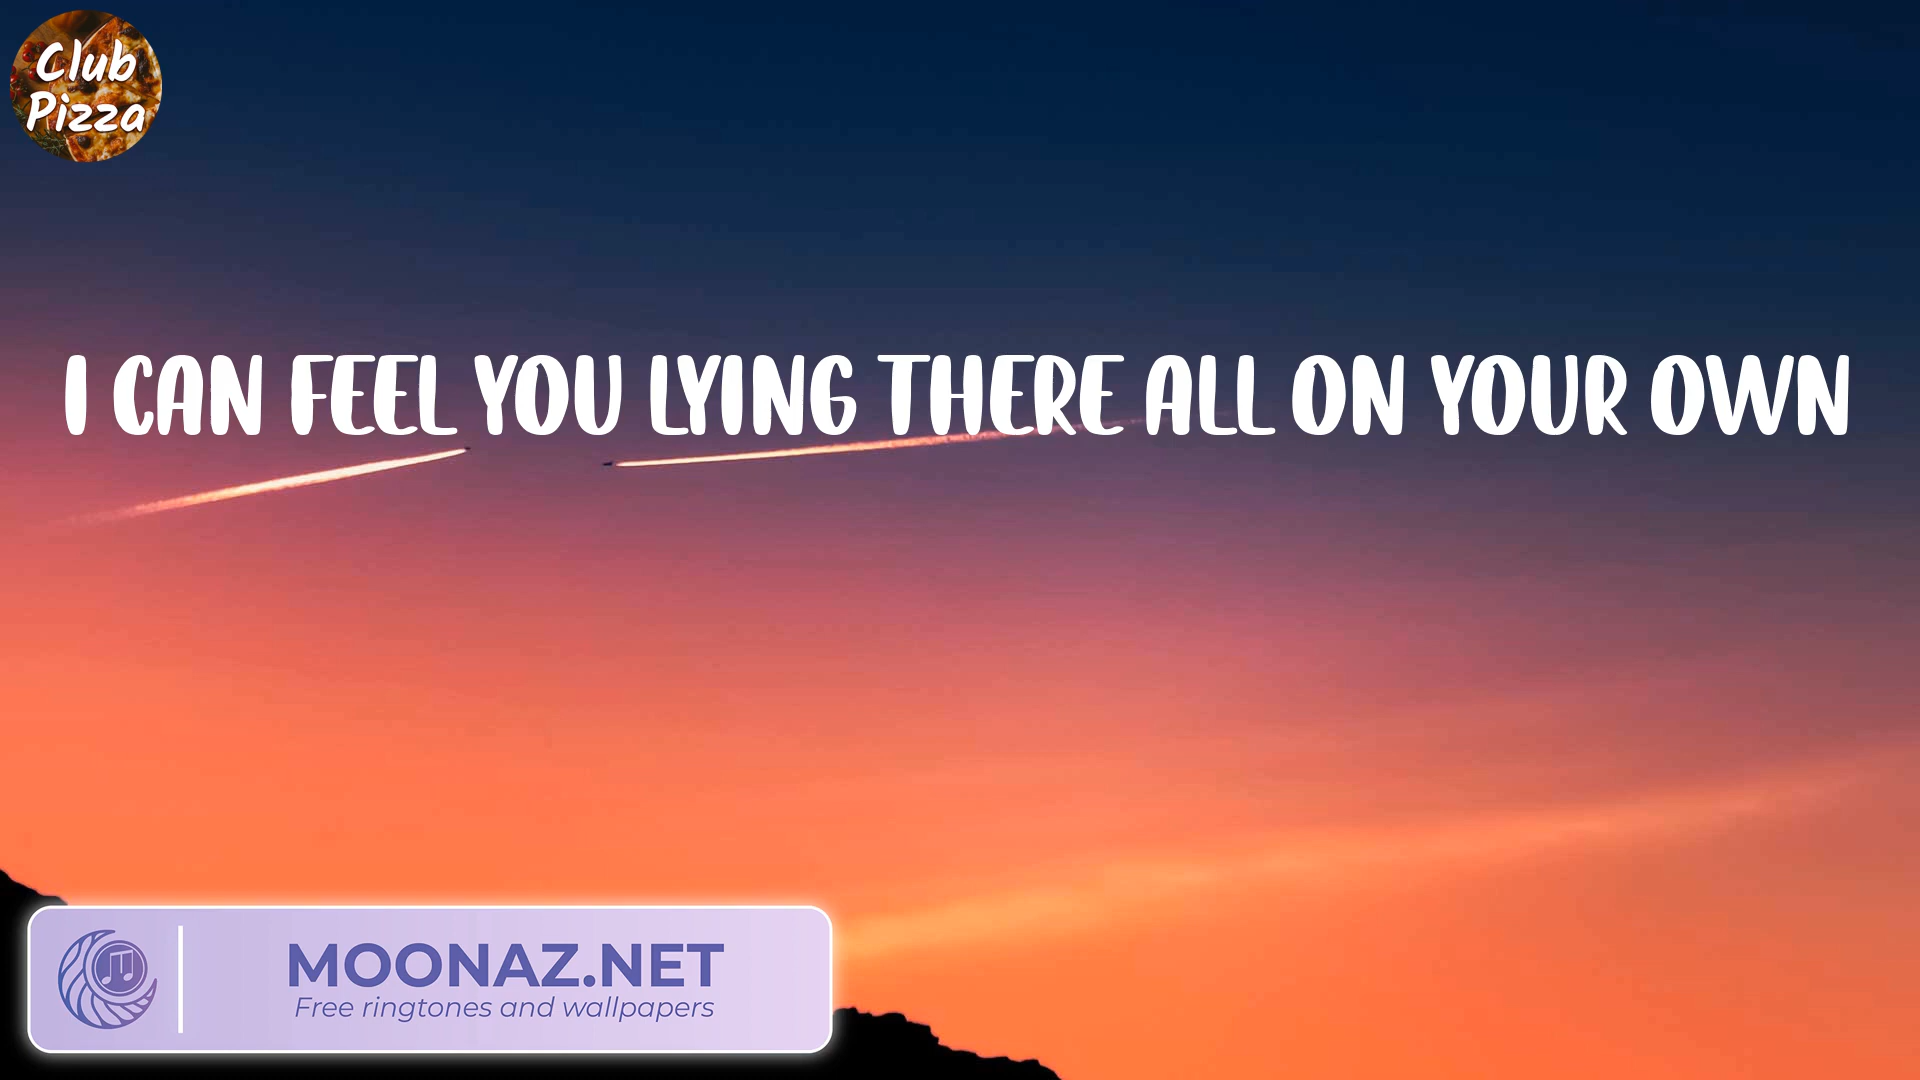 Club
Pizza
I CAN FEEL YOU LYING THERE ALL ON YOUR OWN
MOONAZ.NET
Free ringtones and wallpapers